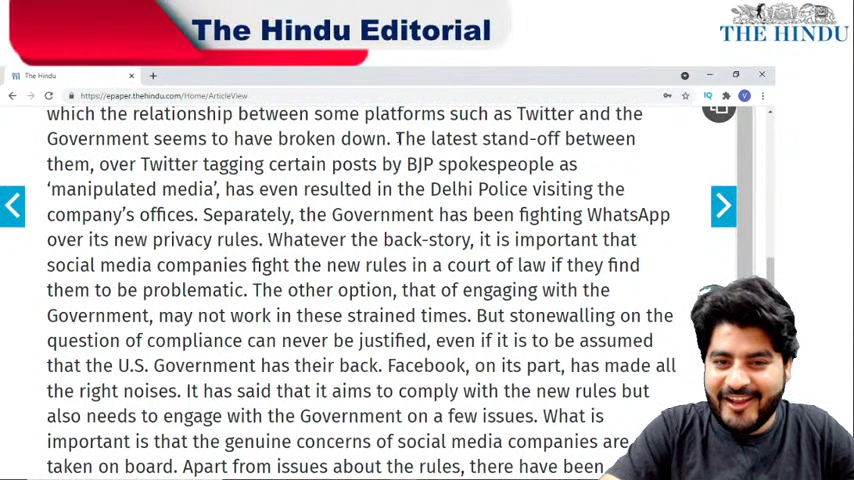 The Hindu Editorial
THE HINDU
The Hindu
https://epaper.thehindu.com/Home/ArticleView
IQ
V
which the relationship between some platforms such as Twitter and the
Government seems to have broken down. The latest stand-off between
them, over Twitter tagging certain posts by BJP spokespeople as
‘manipulated media’, has even resulted in the Delhi Police visiting the
company’s offices. Separately, the Government has been fighting WhatsApp
over its new privacy rules. Whatever the back-story, it is important that
social media companies fight the new rules in a court of law if they find
them to be problematic. The other option, that of engaging with the
Government, may not work in these strained times. But stonewalling on the
question of compliance can never be justified, even if it is to be assumed
that the U.S. Government has their back. Facebook, on its part, has made all
the right noises. It has said that it aims to comply with the new rules but
also needs to engage with the Government on a few issues. What is
important is that the genuine concerns of social media companies are
taken on board. Apart from issues about the rules, there have been